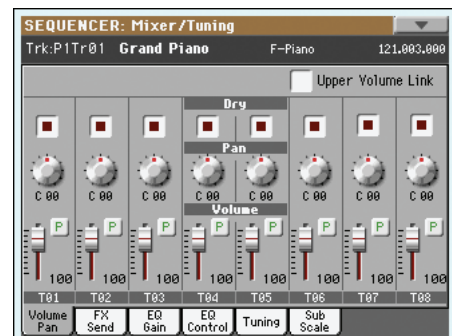 SEQUENCER: Mixer/Tuning
Trk:P1Tr01 Grand Piano F-Piano 121.003.000
Upper Volume Link
Dry
Pan
C 00 C 00 C 00 C 00 C 00 C 00 C 00 C 00
Volume
P P P P P P P P
100 100 100 100 100 100 100 100
T01 T02 T03 T04 T05 T06 T07 T08
Volume Pan FX Send EQ Gain EQ Control Tuning Sub Scale